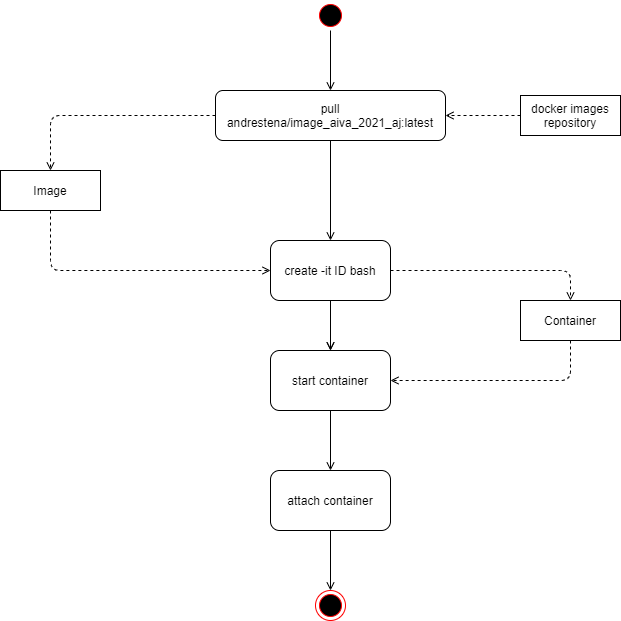 pull
andrestena/image_aiva_2021_aj:latest
docker images
repository
Image
create -it ID bash
Container
start container
attach container